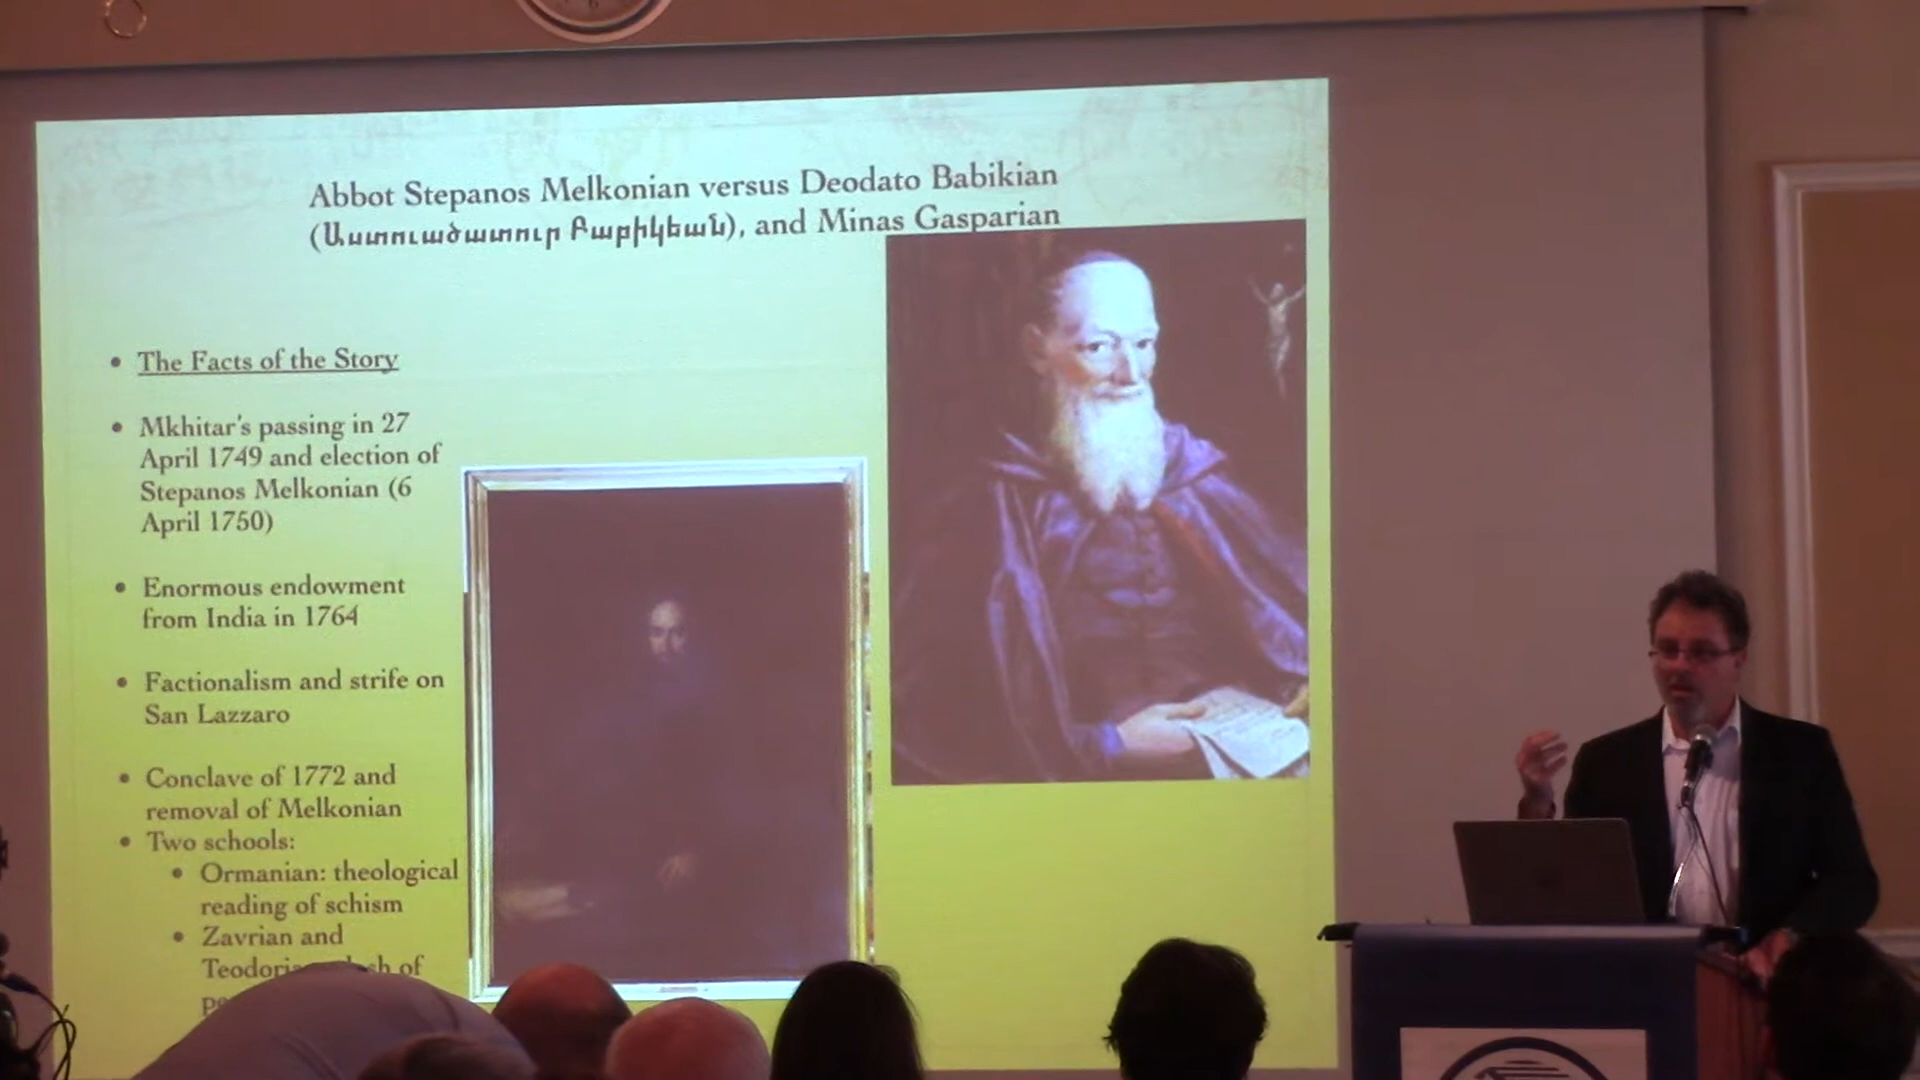 Abbot Stepanos Melkonian versus Deodato Babikian
(Աստուածատուր Բաբիկեան), and Minas Gasparian
• The Facts of the Story
• Mkhitar's passing in 27
April 1749 and election of
Stepanos Melkonian (6
April 1750)
• Enormous endowment
from India in 1764
• Factionalism and strife on
San Lazzaro
• Conclave of 1772 and
removal of Melkonian
• Two schools:
• Ormanian: theological
reading of schism
• Zavrian and
of